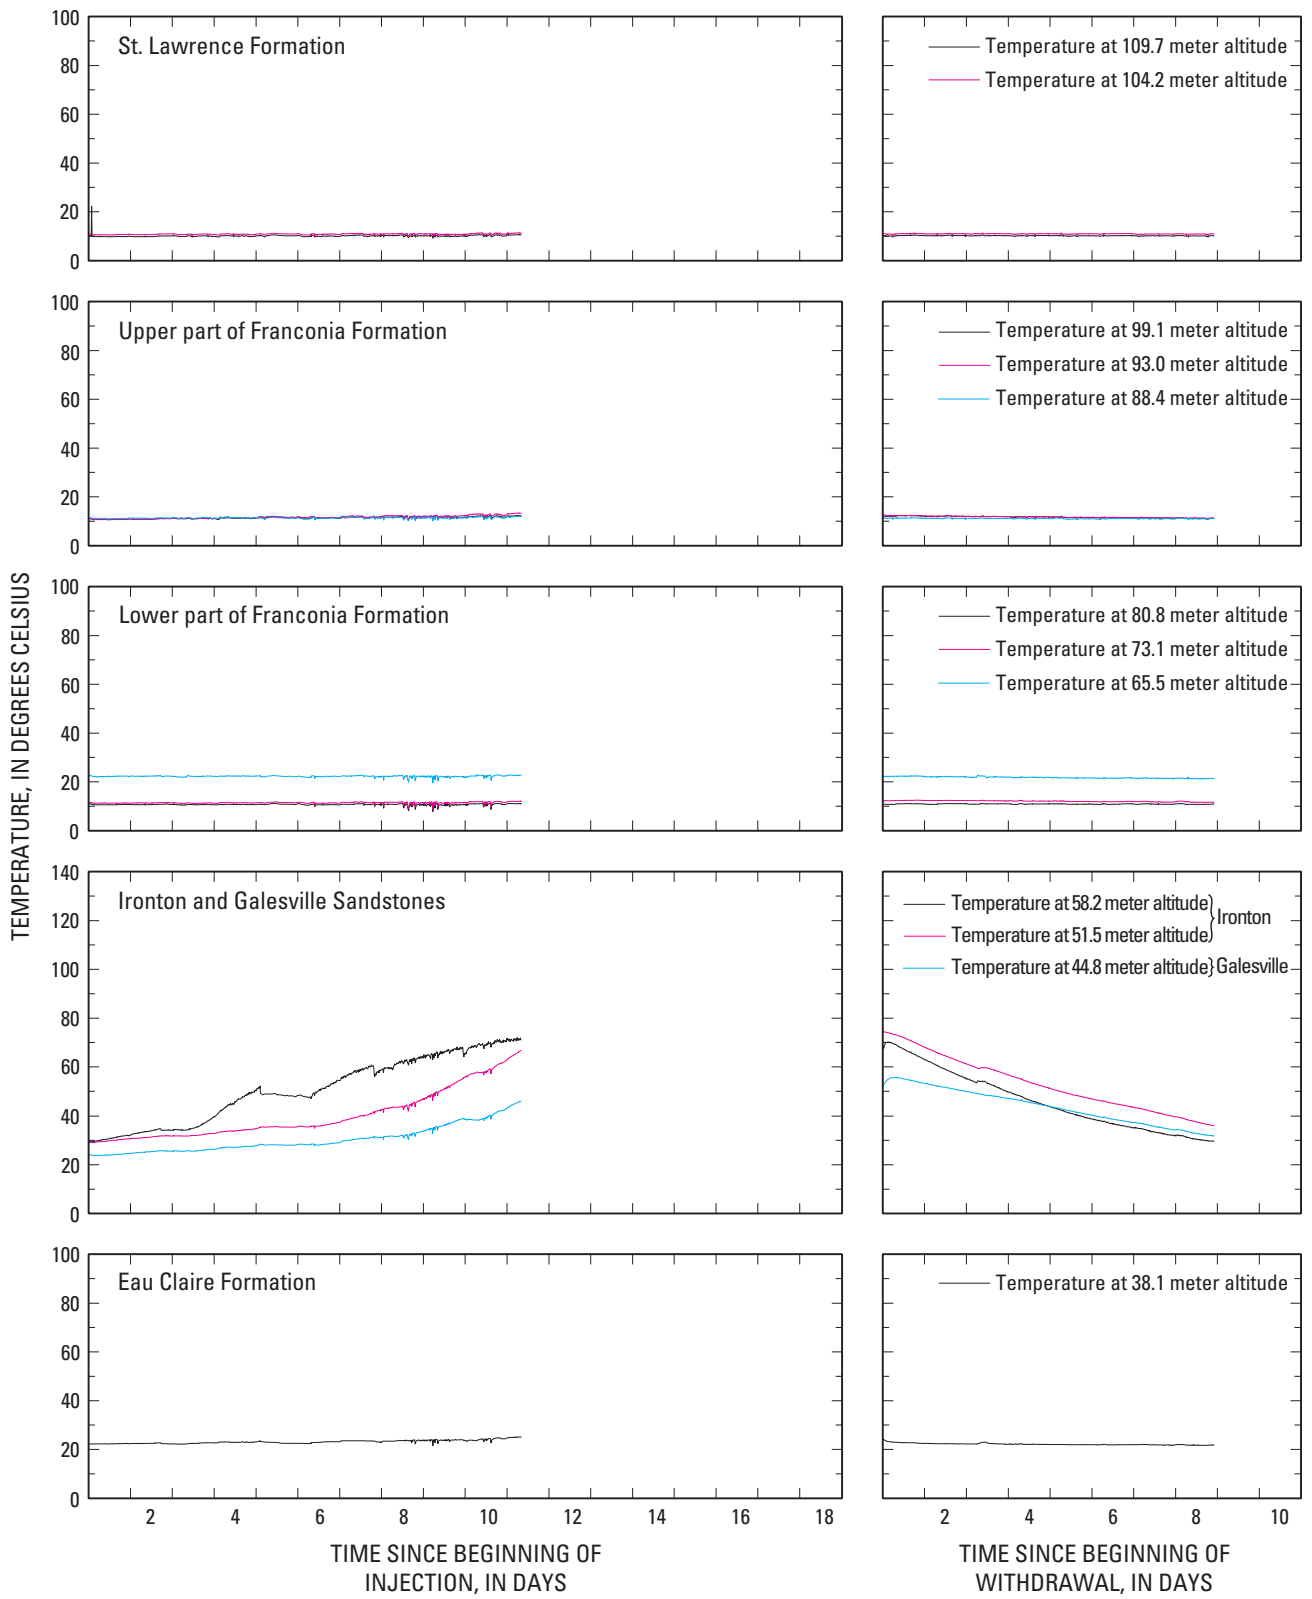 TEMPERATURE, IN DEGREES CELSIUS
100
80
60
40
20
0
St. Lawrence Formation
Temperature at 109.7 meter altitude
Temperature at 104.2 meter altitude
100
80
60
40
20
0
Upper part of Franconia Formation
Temperature at 99.1 meter altitude
Temperature at 93.0 meter altitude
Temperature at 88.4 meter altitude
100
80
60
40
20
0
Lower part of Franconia Formation
Temperature at 80.8 meter altitude
Temperature at 73.1 meter altitude
Temperature at 65.5 meter altitude
140
120
100
80
60
40
20
0
Ironton and Galesville Sandstones
Temperature at 58.2 meter altitude
Temperature at 51.5 meter altitude
Ironton
Temperature at 44.8 meter altitude} Galesville
100
80
60
40
20
0
Eau Claire Formation
Temperature at 38.1 meter altitude
2 4 6 8 10 12 14 16 18
2 4 6 8 10
TIME SINCE BEGINNING OF
INJECTION, IN DAYS
TIME SINCE BEGINNING OF
WITHDRAWAL, IN DAYS